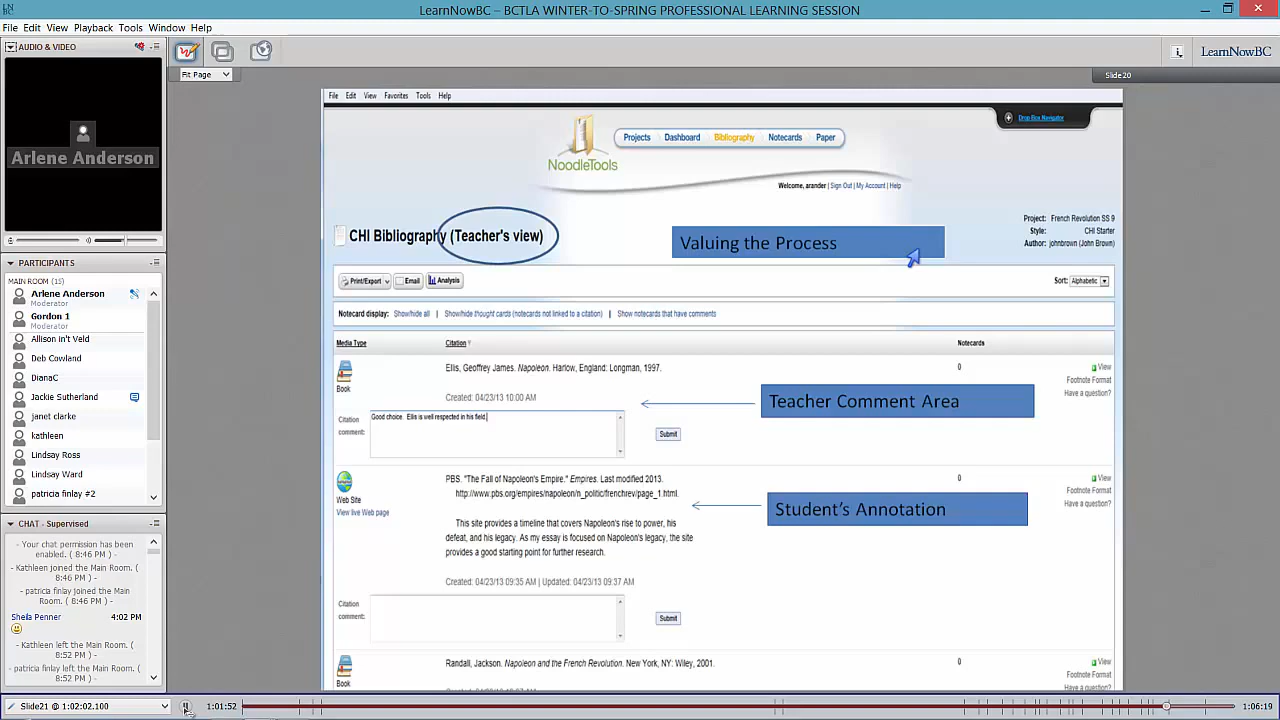 LearnNowBC – BCTLA WINTER-TO-SPRING PROFESSIONAL LEARNING SESSION
File Edit View Playback Tools Window Help
AUDIO & VIDEO
Fit Page
LearnNowBC
Slide20
Arlene Anderson
PARTICIPANTS
MAIN ROOM (15)
Arlene Anderson
Moderator
Gordon 1
Moderator
Allison in't Veld
Deb Cowland
DianaC
Jackie Sutherland
janet clarke
kathleen
Lindsay Ross
Lindsay Ward
patricia finlay #2
CHAT - Supervised
- Your chat permission has been
enabled. ( 8:46 PM ) -
- Kathleen joined the Main Room. (
8:46 PM ) -
- patricia finlay joined the Main
Room. ( 8:46 PM ) -
Sheila Penner 4:02 PM
- Kathleen left the Main Room. (
8:52 PM ) -
- patricia finlay left the Main Room. (
8:52 PM ) -
File Edit View Favorites Tools Help
Drop Box Navigator
NoodleTools
Projects Dashboard Bibliography Notecards Paper
Welcome, arander | Sign Out | My Account | Help
CHI Bibliography (Teacher's view)
Valuing the Process
Project: French Revolution SS 9
Style: CHI Starter
Author: johnbrown (John Brown)
Print/Export Email Analysis
Sort: Alphabetic
Notecard display: Show/hide all | Show/hide thought cards (notecards not linked to a citation) | Show notecards that have comments
Media Type Citation Notecards
Book
Ellis, Geoffrey James. Napoleon. Harlow, England: Longman, 1997. 0 View
Footnote Format
Have a question?
Created: 04/23/13 10:00 AM
Teacher Comment Area
Citation
comment:
Good choice. Ellis is well respected in his field.
Submit
Web Site
View live Web page
PBS. "The Fall of Napoleon's Empire." Empires. Last modified 2013. 0 View
http://www.pbs.org/empires/napoleon/n_politic/frenchrev/page_1.html.
Footnote Format
Have a question?
Student's Annotation
This site provides a timeline that covers Napoleon's rise to power, his
defeat, and his legacy. As my essay is focused on Napoleon's legacy, the site
provides a good starting point for further research.
Created: 04/23/13 09:35 AM | Updated: 04/23/13 09:37 AM
Citation
comment:
Submit
Book
Randall, Jackson. Napoleon and the French Revolution. New York, NY: Wiley, 2001. 0 View
Footnote Format
Have a question?
Slide21 @ 1:02:02.100
1:01:52
1:06:19